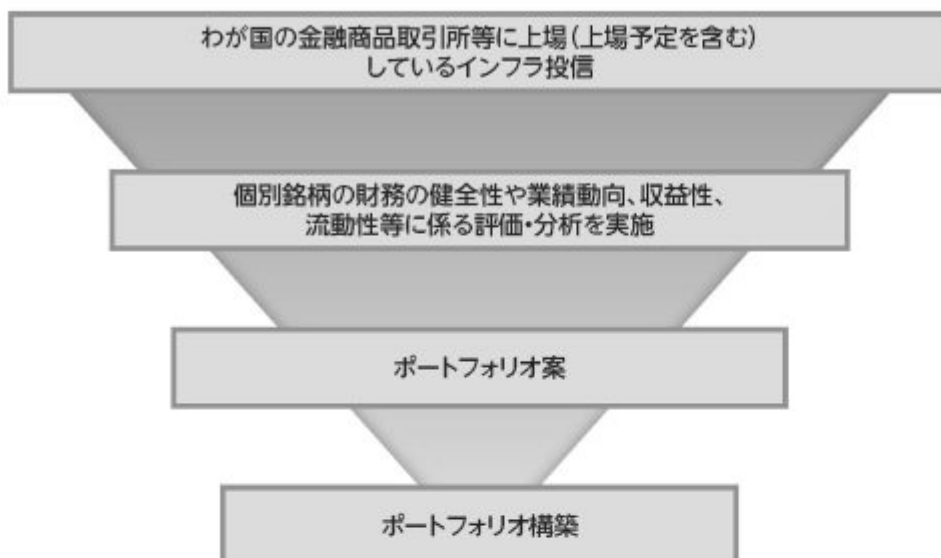 わが国の金融商品取引所等に上場(上場予定を含む)
しているインフラ投信
個別銘柄の財務の健全性や業績動向、収益性、
流動性等に係る評価・分析を実施
ポートフォリオ案
ポートフォリオ構築